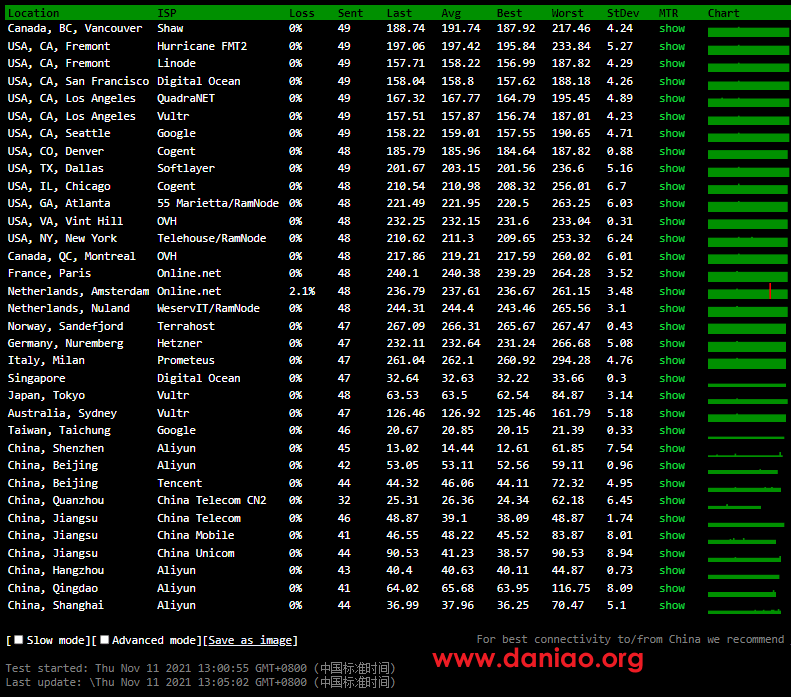 Location ISP Loss Sent Last Avg Best Worst StDev MTR Chart
Canada, BC, Vancouver Shaw 0% 49 188.74 191.74 187.92 217.46 4.24 show
USA, CA, Fremont Hurricane FMT2 0% 49 197.06 197.42 195.84 233.84 5.27 show
USA, CA, Fremont Linode 0% 49 157.71 158.22 156.99 187.82 4.29 show
USA, CA, San Francisco Digital Ocean 0% 49 158.04 158.8 157.62 188.18 4.26 show
USA, CA, Los Angeles QuadraNET 0% 49 167.32 167.77 164.79 195.45 4.89 show
USA, CA, Los Angeles Vultr 0% 49 157.51 157.87 156.74 187.01 4.23 show
USA, CA, Seattle Google 0% 49 158.22 159.01 157.55 190.65 4.71 show
USA, CO, Denver Cogent 0% 48 185.79 185.96 184.64 187.82 0.88 show
USA, TX, Dallas Softlayer 0% 49 201.67 203.15 201.56 236.6 5.16 show
USA, IL, Chicago Cogent 0% 48 210.54 210.98 208.32 256.01 6.7 show
USA, GA, Atlanta 55 Marietta/RamNode 0% 48 221.49 221.95 220.5 263.25 6.03 show
USA, VA, Vint Hill OVH 0% 48 232.25 232.15 231.6 233.04 0.31 show
USA, NY, New York Telehouse/RamNode 0% 48 210.62 211.3 209.65 253.32 6.24 show
Canada, QC, Montreal OVH 0% 48 217.86 219.21 217.59 260.02 6.01 show
France, Paris Online.net 0% 48 240.1 240.38 239.29 264.28 3.52 show
Netherlands, Amsterdam Online.net 2.1% 48 236.79 237.61 236.67 261.15 3.48 show
Netherlands, Nuland WeservIT/RamNode 0% 48 244.31 244.4 243.46 265.56 3.1 show
Norway, Sandefjord Terrahost 0% 47 267.09 266.31 265.67 267.47 0.43 show
Germany, Nuremberg Hetzner 0% 47 232.11 232.64 231.24 266.68 5.08 show
Italy, Milan Prometeus 0% 47 261.04 262.1 260.92 294.28 4.76 show
Singapore Digital Ocean 0% 47 32.64 32.63 32.22 33.66 0.3 show
Japan, Tokyo Vultr 0% 48 63.53 63.5 62.54 84.87 3.14 show
Australia, Sydney Vultr 0% 47 126.46 126.92 125.46 161.79 5.18 show
Taiwan, Taichung Google 0% 46 20.67 20.85 20.15 21.39 0.33 show
China, Shenzhen Aliyun 0% 45 13.02 14.44 12.61 61.85 7.54 show
China, Beijing Aliyun 0% 42 53.05 53.11 52.56 59.11 0.96 show
China, Beijing Tencent 0% 44 44.32 46.06 44.11 72.32 4.95 show
China, Quanzhou China Telecom CN2 0% 32 25.31 26.36 24.34 62.18 6.45 show
China, Jiangsu China Telecom 0% 46 48.87 39.1 38.09 48.87 1.74 show
China, Jiangsu China Mobile 0% 41 46.55 48.22 45.52 83.87 8.01 show
China, Jiangsu China Unicom 0% 44 90.53 41.23 38.57 90.53 8.94 show
China, Hangzhou Aliyun 0% 43 40.4 40.63 40.11 44.87 0.73 show
China, Qingdao Aliyun 0% 41 64.02 65.68 63.95 116.75 8.09 show
China, Shanghai Aliyun 0% 44 36.99 37.96 36.25 70.47 5.1 show
[ Slow mode][ Advanced mode][Save as image]
For best connectivity to/from China we recommend
www.daniao.org
Test started: Thu Nov 11 2021 13:00:55 GMT+0800 (中国标准时间)
Last update: \Thu Nov 11 2021 13:05:02 GMT+0800 (中国标准时间)